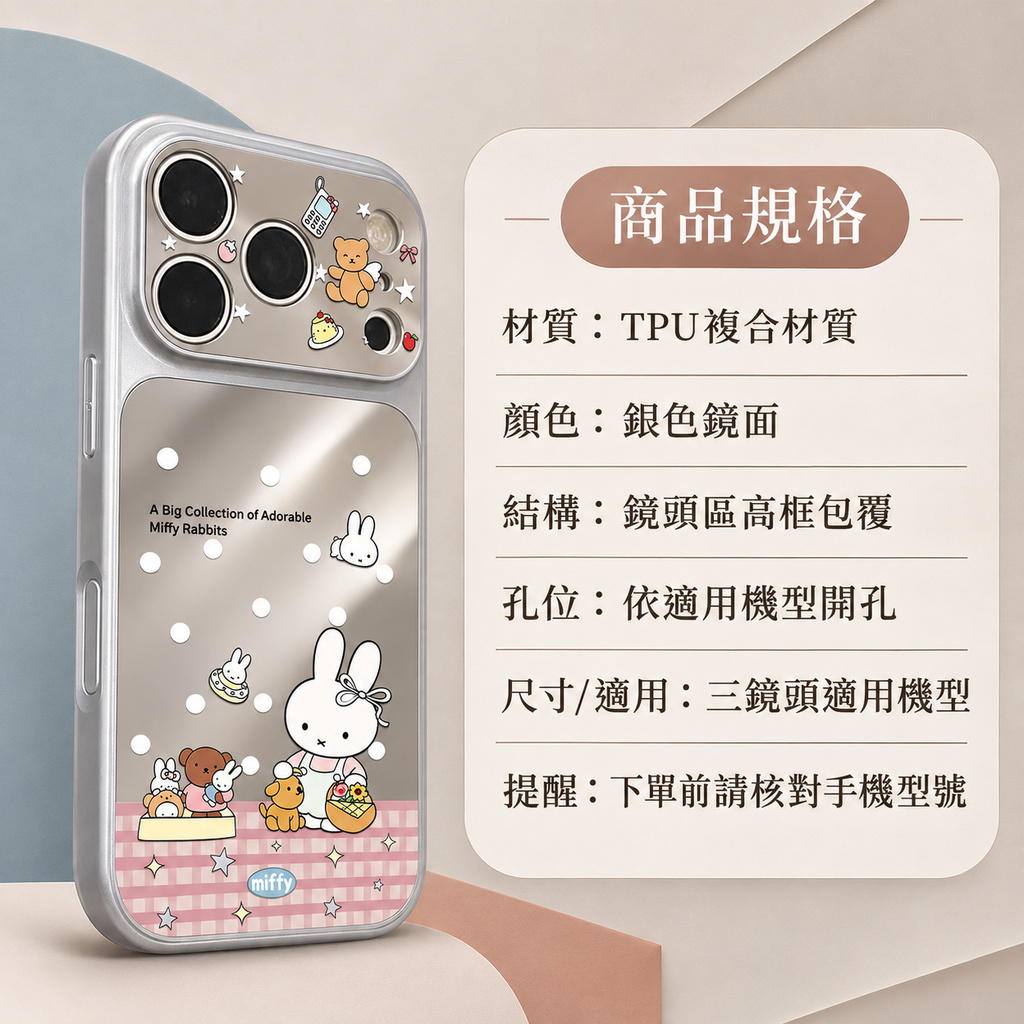 商品規格
材質：TPU複合材質
顏色：銀色鏡面
結構：鏡頭區高框包覆
孔位：依適用機型開孔
尺寸/適用：三鏡頭適用機型
提醒：下單前請核對手機型號
A Big Collection of Adorable
Miffy Rabbits
miffy